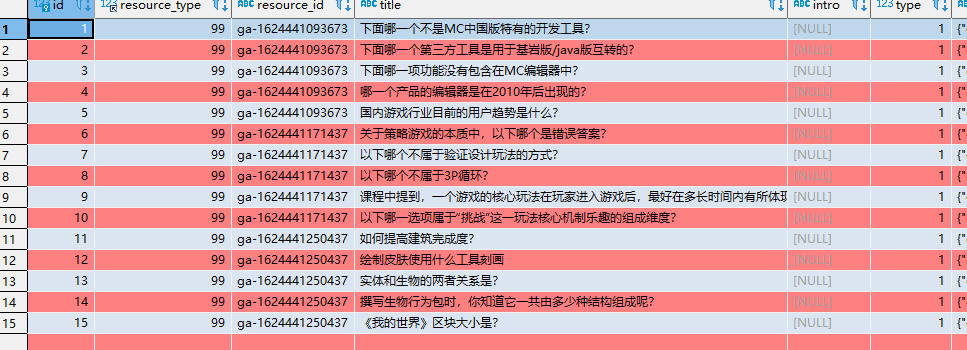 id resource_type resource_id title intro type
1 1 99 ga-1624441093673 下面哪一个不是MC中国版特有的开发工具? [NULL] 1 {"
2 2 99 ga-1624441093673 下面哪一个第三方工具是用于基岩版/java版互转的? [NULL] 1 {"
3 3 99 ga-1624441093673 下面哪一项功能没有包含在MC编辑器中? [NULL] 1 {"
4 4 99 ga-1624441093673 哪一个产品的编辑器是在2010年后出现的? [NULL] 1 {"
5 5 99 ga-1624441093673 国内游戏行业目前的用户趋势是什么? [NULL] 1 {"
6 6 99 ga-1624441171437 关于策略游戏的本质中，以下哪个是错误答案? [NULL] 1 {"
7 7 99 ga-1624441171437 以下哪个不属于验证设计玩法的方式? [NULL] 1 {"
8 8 99 ga-1624441171437 以下哪个不属于3P循环? [NULL] 1 {"
9 9 99 ga-1624441171437 课程中提到，一个游戏的核心玩法在玩家进入游戏后，最好在多长时间内有所体现 [NULL] 1 {"
10 10 99 ga-1624441171437 以下哪一选项属于“挑战”这一玩法核心机制乐趣的组成维度? [NULL] 1 {"
11 11 99 ga-1624441250437 如何提高建筑完成度? [NULL] 1 {"
12 12 99 ga-1624441250437 绘制皮肤使用什么工具刻画 [NULL] 1 {"
13 13 99 ga-1624441250437 实体和生物的两者关系是? [NULL] 1 {"
14 14 99 ga-1624441250437 撰写生物行为包时，你知道它一共由多少种结构组成呢? [NULL] 1 {"
15 15 99 ga-1624441250437 《我的世界》区块大小是? [NULL] 1 {"